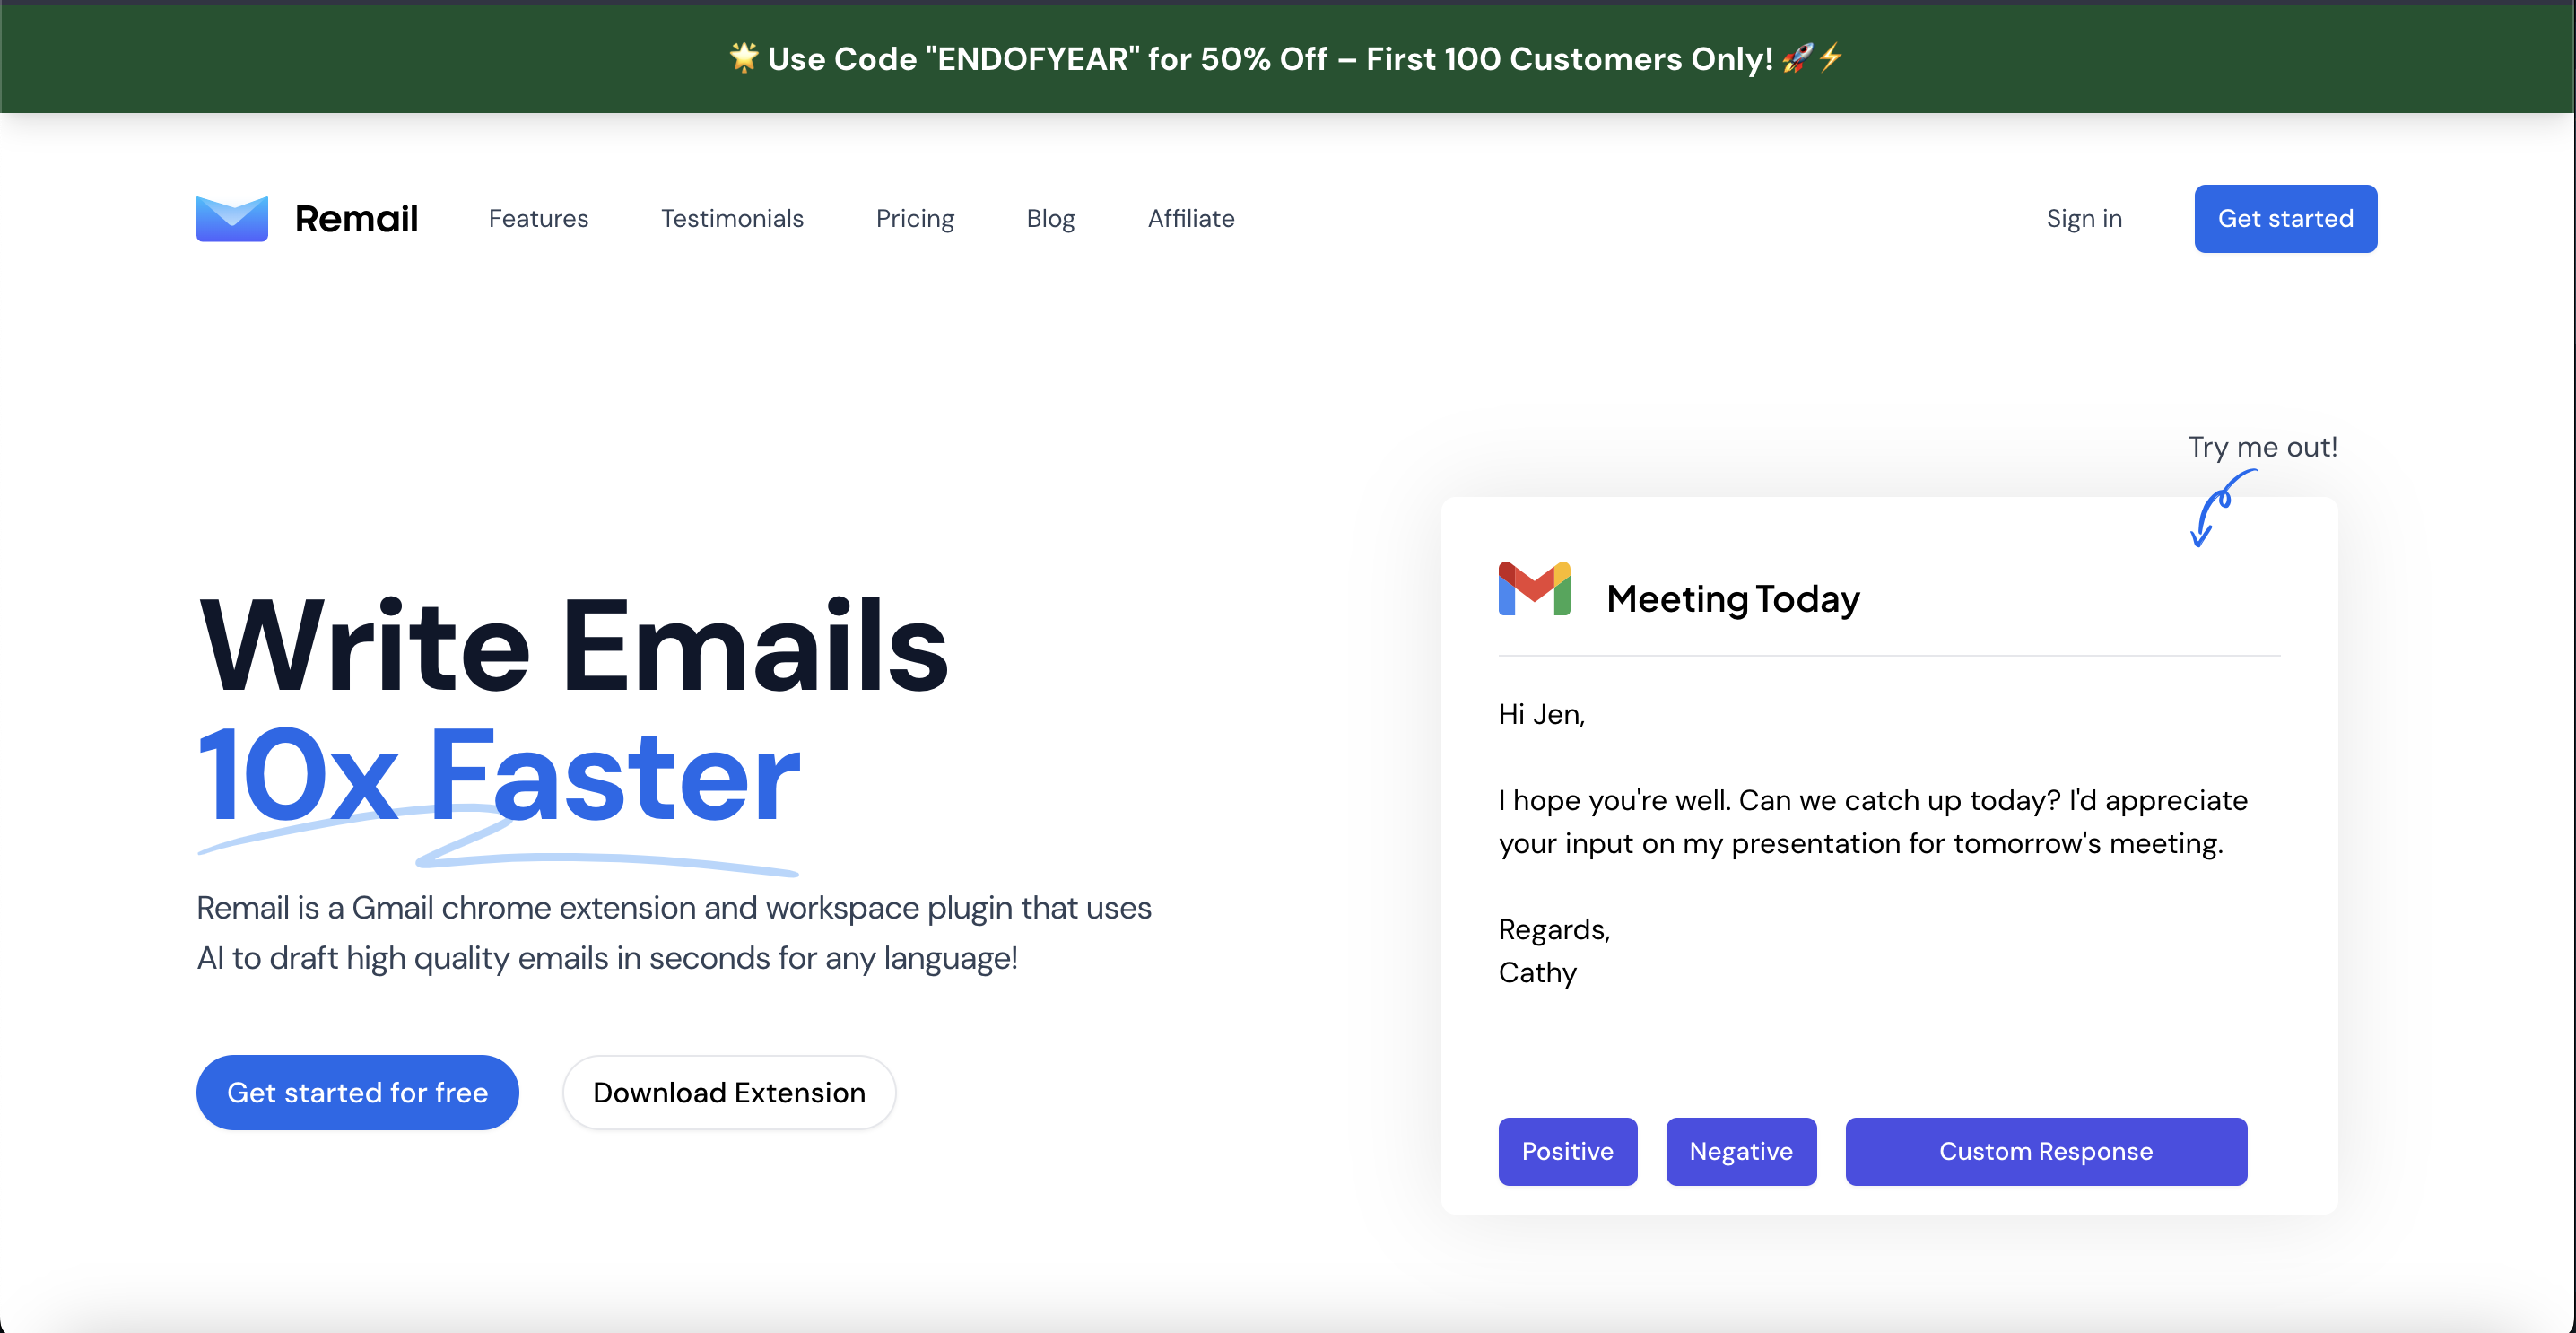 🌟 Use Code "ENDOFYEAR" for 50% Off – First 100 Customers Only! 🚀⚡
Remail
Features
Testimonials
Pricing
Blog
Affiliate
Sign in
Get started
Write Emails
10x Faster
Remail is a Gmail chrome extension and workspace plugin that uses
AI to draft high quality emails in seconds for any language!
Get started for free
Download Extension
Try me out!
Meeting Today
Hi Jen,
I hope you're well. Can we catch up today? I'd appreciate
your input on my presentation for tomorrow's meeting.
Regards,
Cathy
Positive
Negative
Custom Response